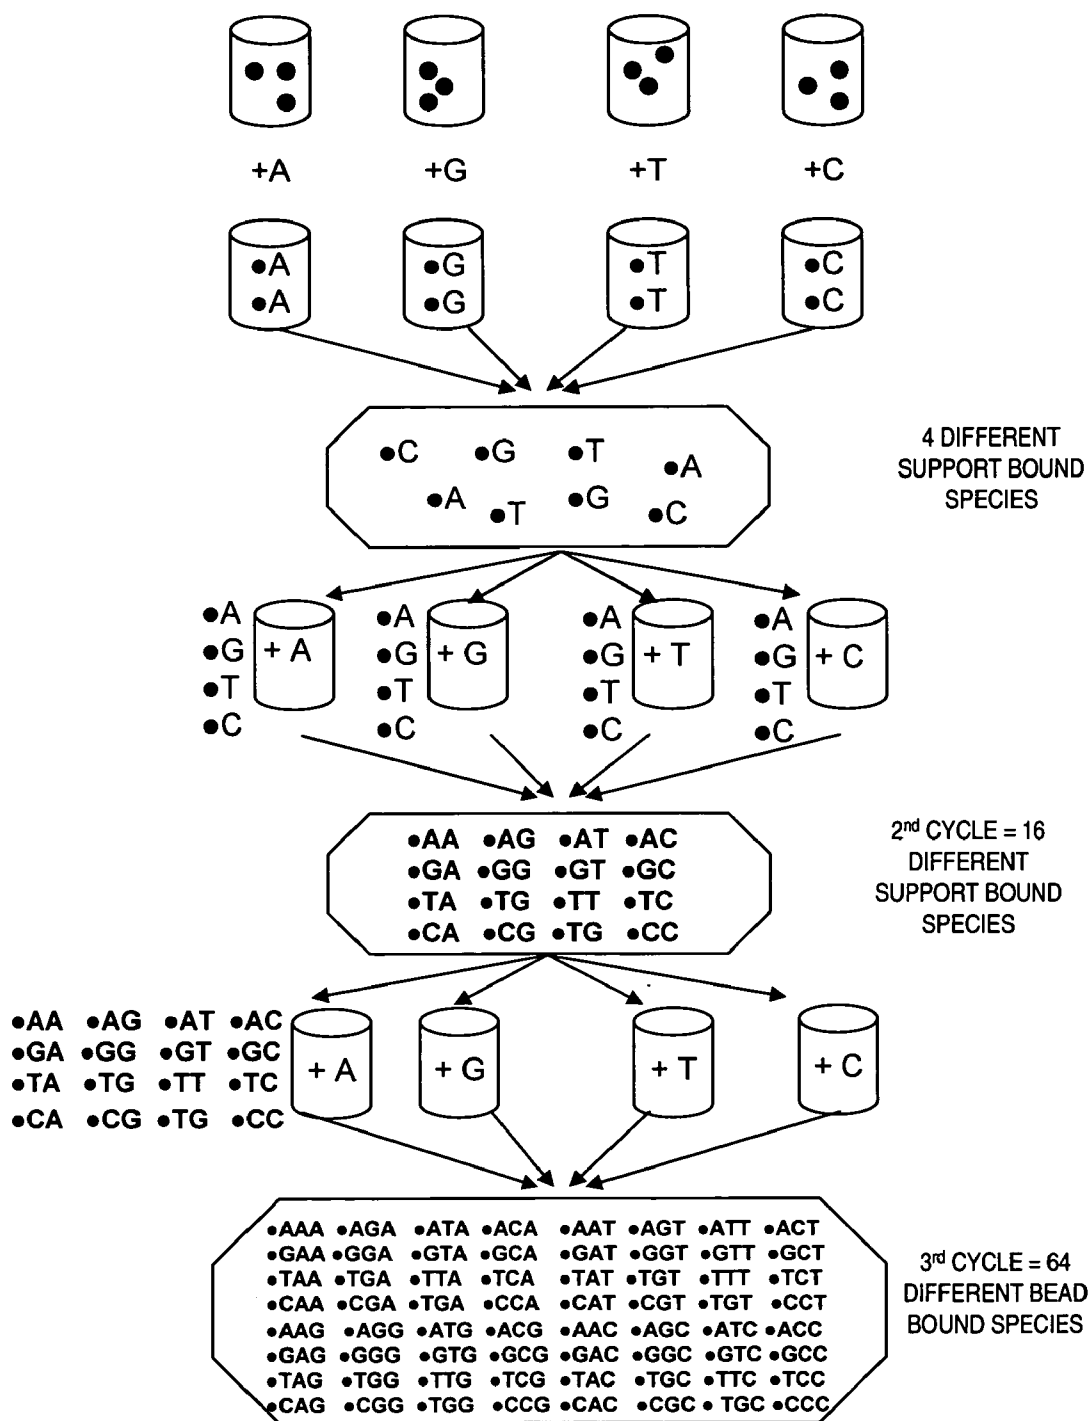 +A +G +T +C
●A ●G ●T ●C
●A ●G ●T ●C
●C ●G ●T ●A
●A ●T ●G ●C
4 DIFFERENT
SUPPORT BOUND
SPECIES
●A ●A ●A ●A
●G + A ●G + G ●G + T ●G + C
●T ●T ●T ●T
●C ●C ●C ●C
●AA ●AG ●AT ●AC
●GA ●GG ●GT ●GC
●TA ●TG ●TT ●TC
●CA ●CG ●TG ●CC
2nd CYCLE = 16
DIFFERENT
SUPPORT BOUND
SPECIES
●AA ●AG ●AT ●AC
●GA ●GG ●GT ●GC
●TA ●TG ●TT ●TC
●CA ●CG ●TG ●CC
+ A + G + T + C
●AAA ●AGA ●ATA ●ACA ●AAT ●AGT ●ATT ●ACT
●GAA ●GGA ●GTA ●GCA ●GAT ●GGT ●GTT ●GCT
●TAA ●TGA ●TTA ●TCA ●TAT ●TGT ●TTT ●TCT
●CAA ●CGA ●TGA ●CCA ●CAT ●CGT ●TGT ●CCT
●AAG ●AGG ●ATG ●ACG ●AAC ●AGC ●ATC ●ACC
●GAG ●GGG ●GTG ●GCG ●GAC ●GGC ●GTC ●GCC
●TAG ●TGG ●TTG ●TCG ●TAC ●TGC ●TTC ●TCC
●CAG ●CGG ●TGG ●CCG ●CAC ●CGC ●TGC ●CCC
3rd CYCLE = 64
DIFFERENT BEAD
BOUND SPECIES